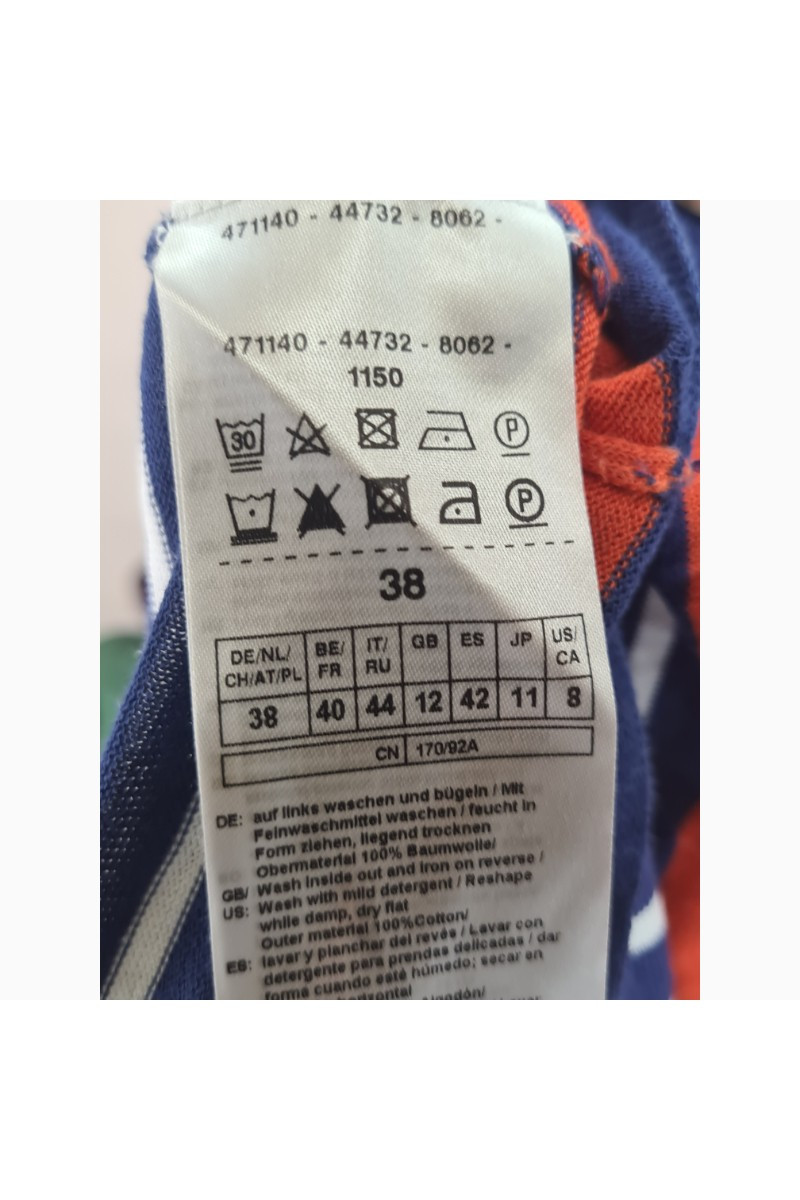 471140 - 44732 - 8062 -
471140 - 44732 - 8062 -
1150
30 P
P
38
DE/NL/CH/AT/PL BE/FR IT/RU GB ES JP US/CA
38 40 44 12 42 11 8
CN 170/92A
DE: auf links waschen und bügeln / Mit
Feinwaschmittel waschen / feucht in
Form ziehen, liegend trocknen
Obermaterial 100% Baumwolle/
GB/ Wash inside out and iron on reverse /
US: Wash with mild detergent / Reshape
while damp, dry flat
Outer material 100%Cotton/
ES: lavar y planchar del revés / Lavar con
detergente para prendas delicadas / dar
forma cuando esté húmedo; secar en
horizontal
Algodón/